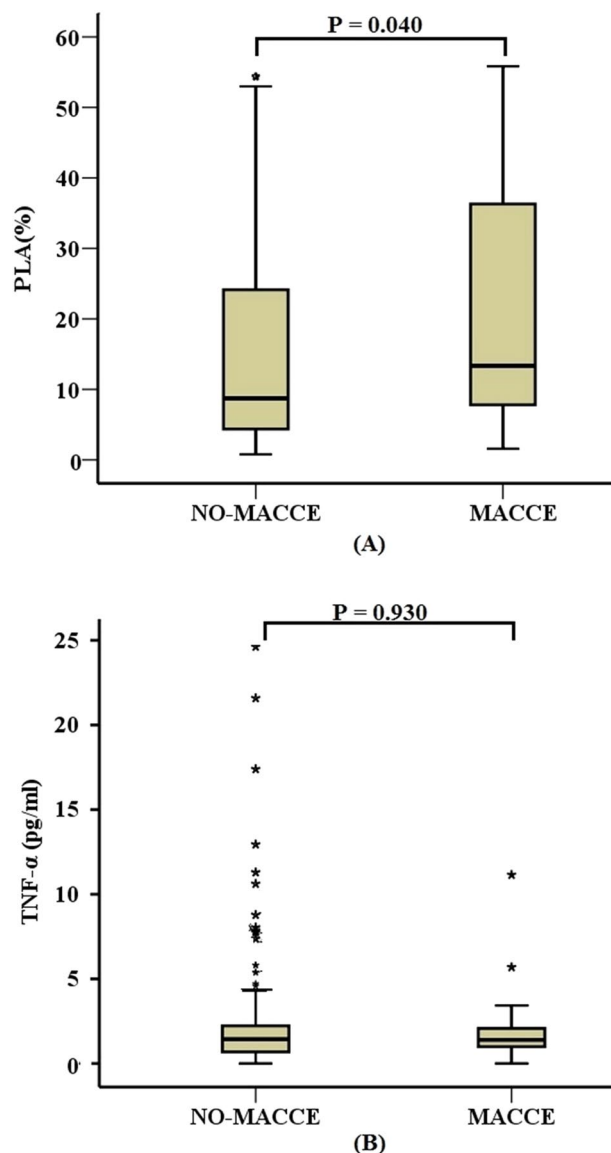 P = 0.040
60
50
40
30
20
10
0
PLA(%)
NO-MACCE MACCE
(A)
P = 0.930
25
20
15
10
5
0
TNF-α (pg/ml)
NO-MACCE MACCE
(B)